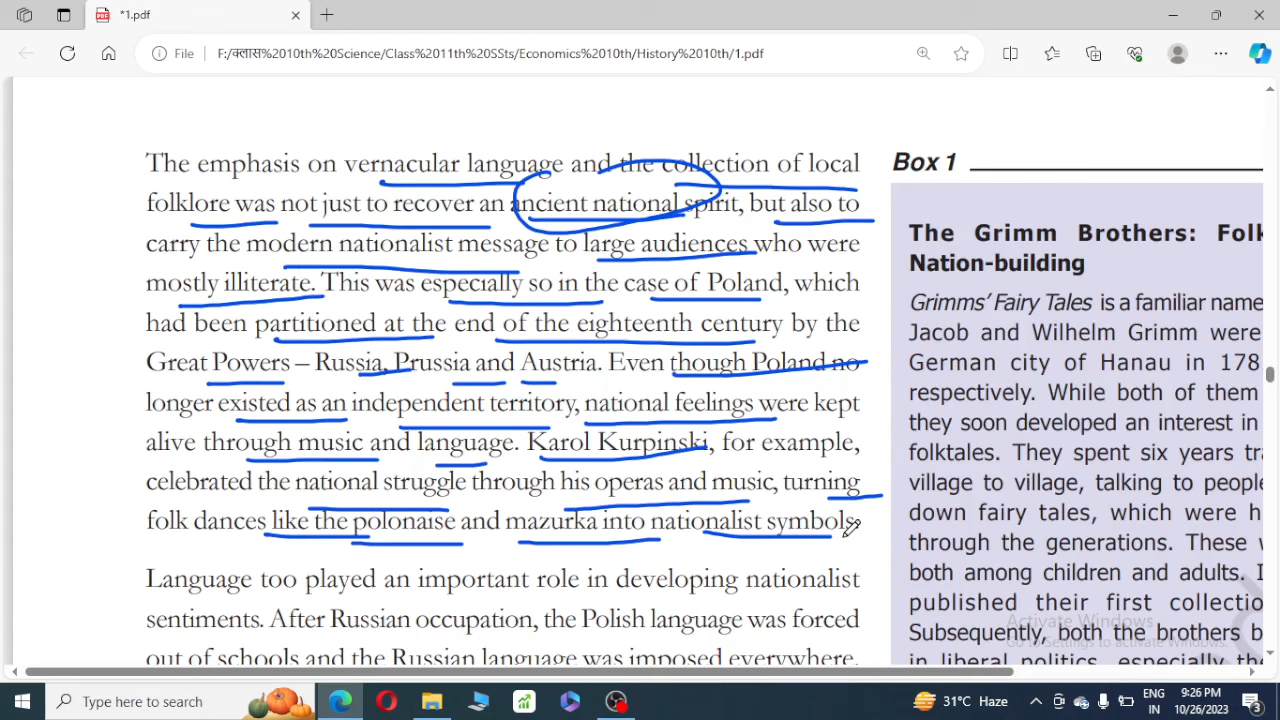 *1.pdf
File F:/क्लास%2010th%20Science/Class%2011th%20SSts/Economics%2010th/History%2010th/1.pdf
The emphasis on vernacular language and the collection of local
folklore was not just to recover an ancient national spirit, but also to
carry the modern nationalist message to large audiences who were
mostly illiterate. This was especially so in the case of Poland, which
had been partitioned at the end of the eighteenth century by the
Great Powers – Russia, Prussia and Austria. Even though Poland no
longer existed as an independent territory, national feelings were kept
alive through music and language. Karol Kurpinski, for example,
celebrated the national struggle through his operas and music, turning
folk dances like the polonaise and mazurka into nationalist symbols.
Language too played an important role in developing nationalist
sentiments. After Russian occupation, the Polish language was forced
out of schools and the Russian language was imposed everywhere.
Box 1
The Grimm Brothers: Folk
Nation-building
Grimms' Fairy Tales is a familiar name
Jacob and Wilhelm Grimm were
German city of Hanau in 178
respectively. While both of them
they soon developed an interest in
folktales. They spent six years tra
village to village, talking to people
down fairy tales, which were h
through the generations. These w
both among children and adults. I
published their first collectio
Subsequently, both the brothers b
in liberal politics, especially the
Activate Windows
Go to Settings to activate Windows.
Type here to search
31°C Haze
ENG
IN
9:26 PM
10/26/2023
3